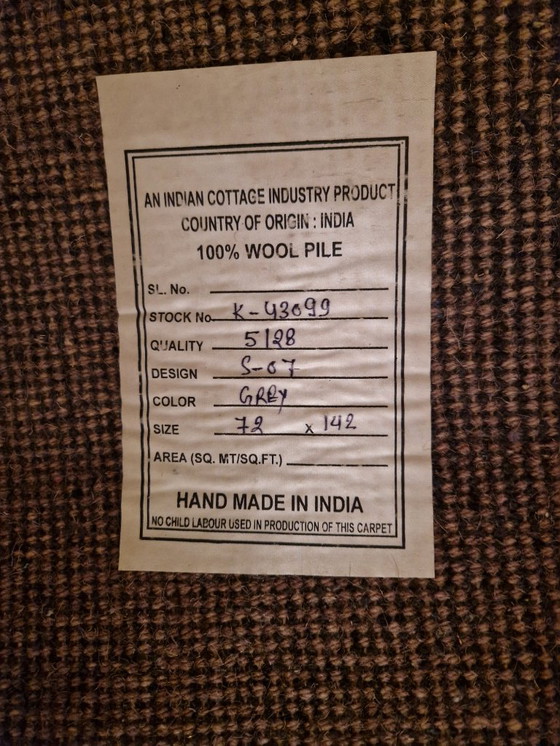 AN INDIAN COTTAGE INDUSTRY PRODUCT
COUNTRY OF ORIGIN : INDIA
100% WOOL PILE
SL. No.
STOCK No. K-43099
QUALITY 5/28
DESIGN S-07
COLOR GREY
SIZE 72 x 142
AREA (SQ. MT/SQ.FT.)
HAND MADE IN INDIA
NO CHILD LABOUR USED IN PRODUCTION OF THIS CARPET